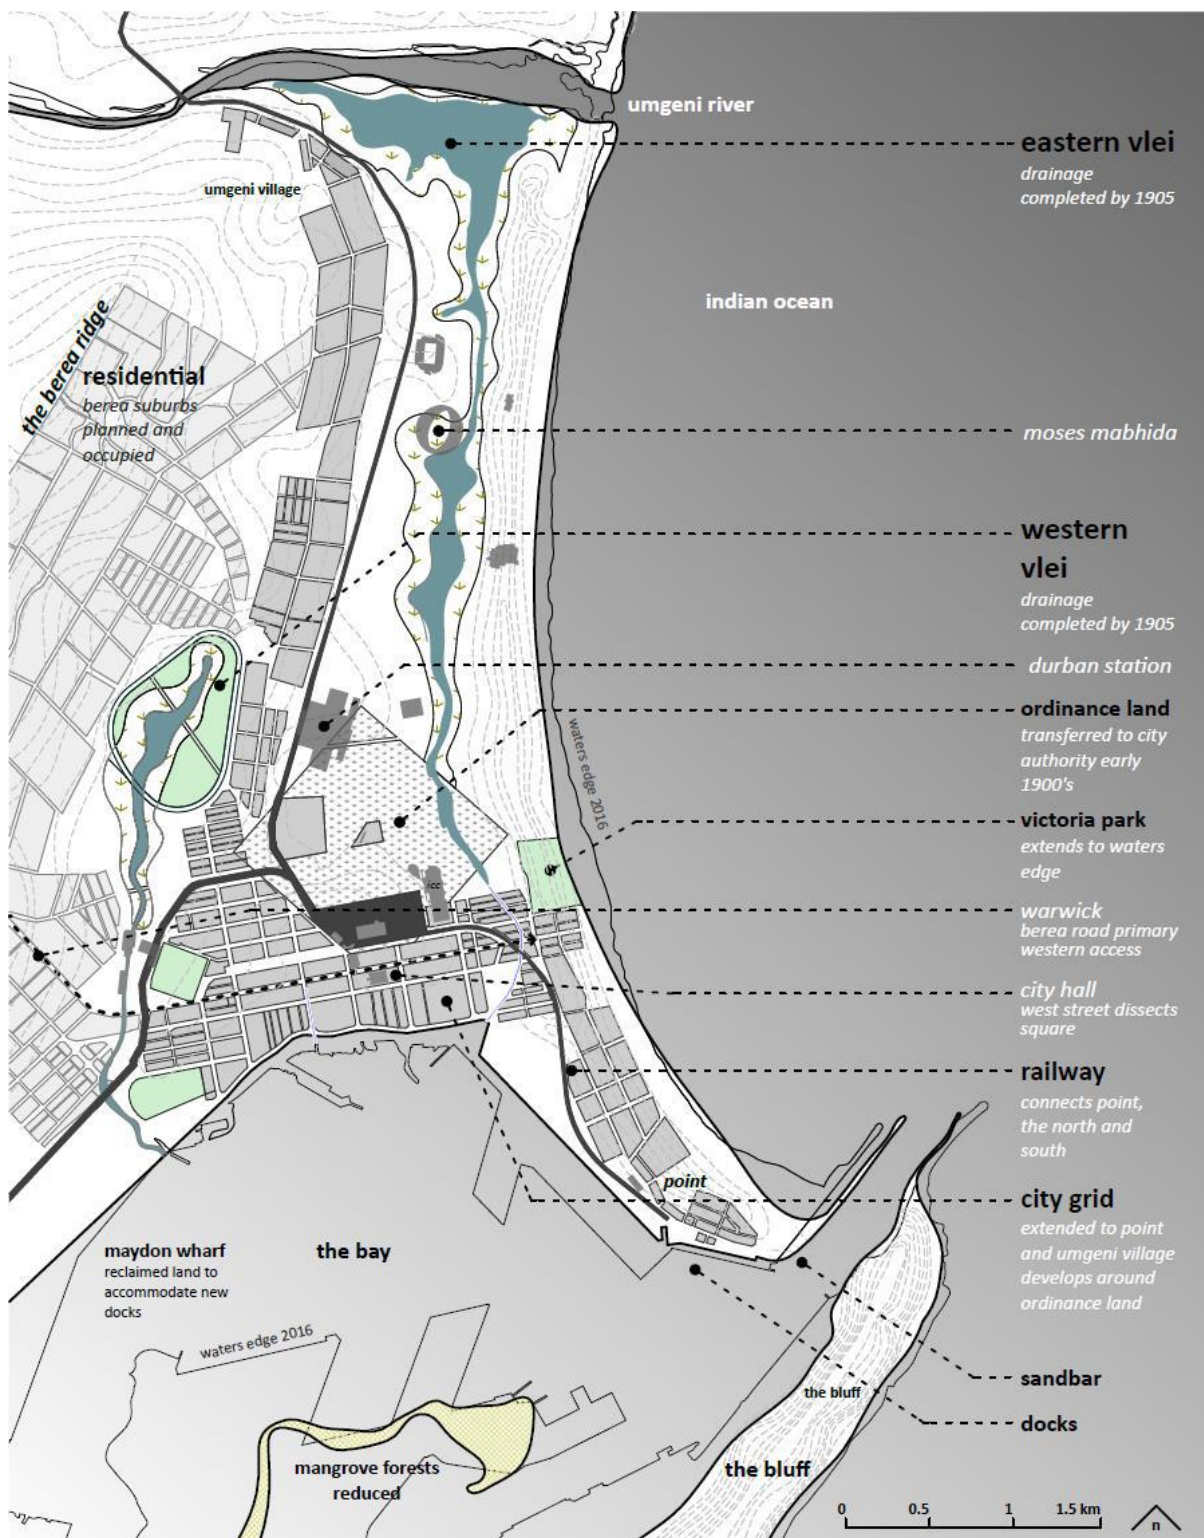 umgeni river
eastern vlei
drainage
completed by 1905
umgeni village
indian ocean
the berea ridge
residential
berea suburbs
planned and
occupied
moses mabhida
western
vlei
drainage
completed by 1905
durban station
ordinance land
transferred to city
authority early
1900's
waters edge 2016
victoria park
extends to waters
edge
icc
warwick
berea road primary
western access
city hall
west street dissects
square
railway
connects point,
the north and
south
point
city grid
extended to point
and umgeni village
develops around
ordinance land
maydon wharf
reclaimed land to
accommodate new
docks
the bay
waters edge 2016
sandbar
the bluff
docks
mangrove forests
reduced
the bluff
0 0.5 1 1.5 km
n